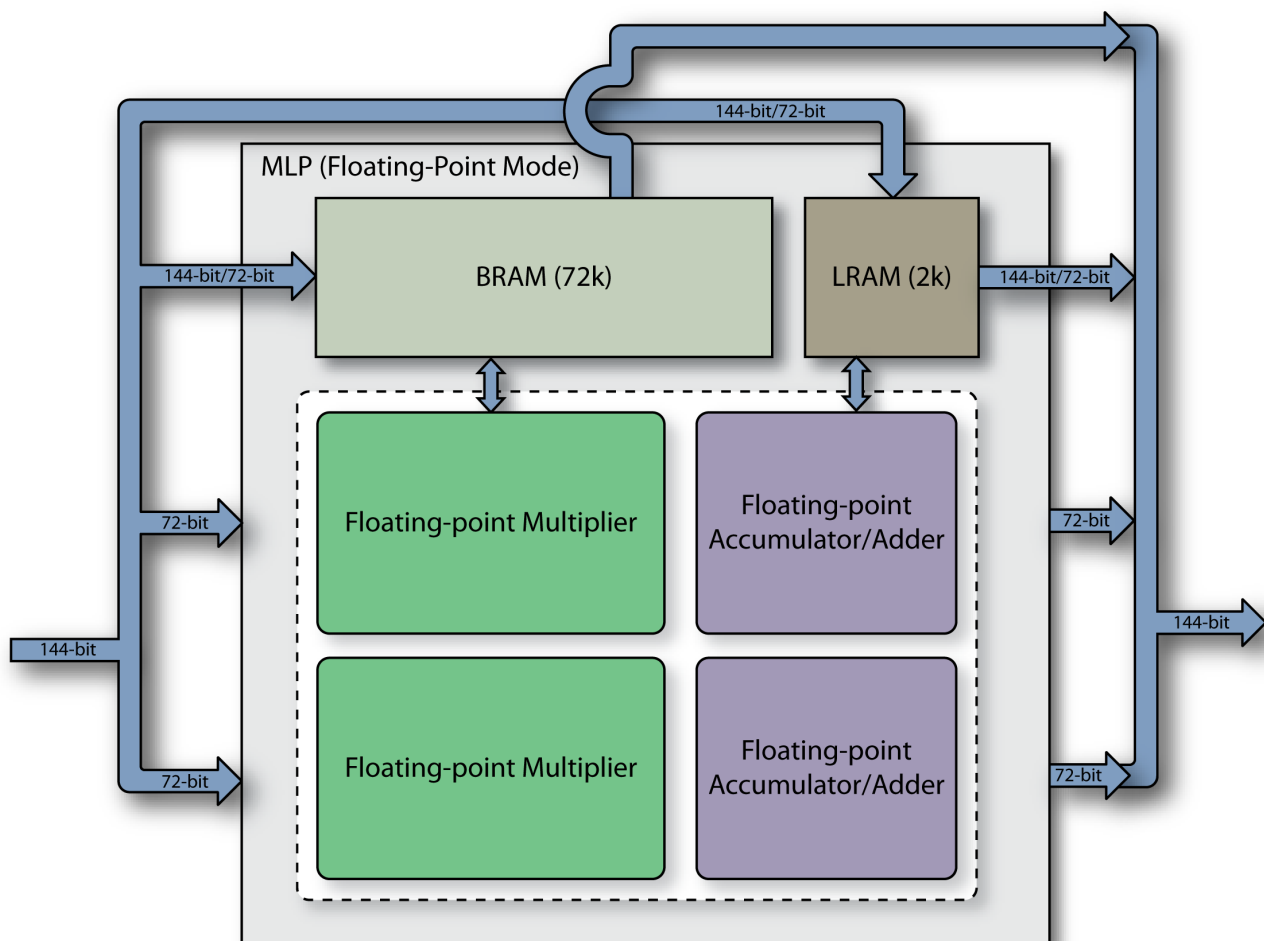 144-bit/72-bit
MLP (Floating-Point Mode)
144-bit/72-bit
BRAM (72k)
LRAM (2k)
144-bit/72-bit
72-bit
Floating-point Multiplier
Floating-point
Accumulator/Adder
72-bit
144-bit
144-bit
72-bit
Floating-point Multiplier
Floating-point
Accumulator/Adder
72-bit